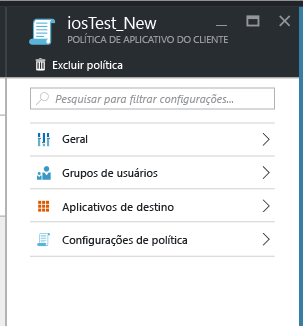 iosTest_New
POLÍTICA DE APLICATIVO DO CLIENTE
Excluir política
Pesquisar para filtrar configurações...
Geral
Grupos de usuários
Aplicativos de destino
Configurações de política